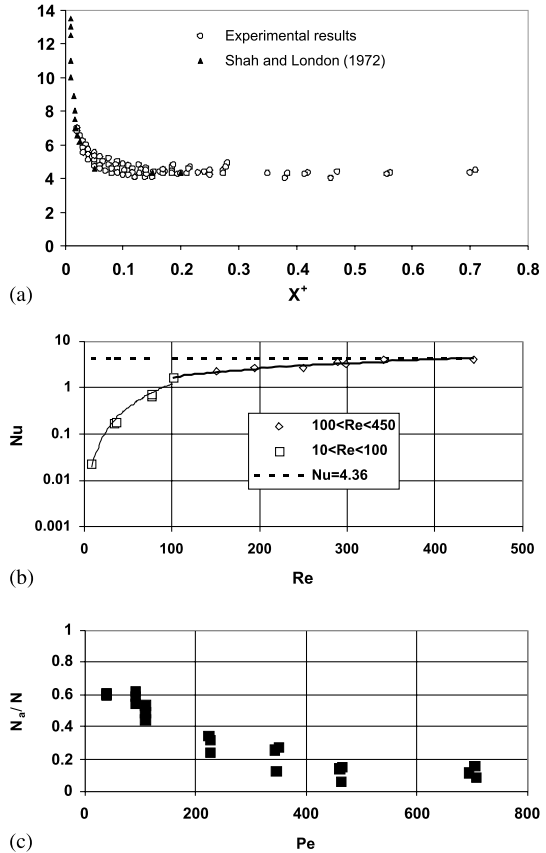 14
12
10
8
6
4
2
0
Experimental results
Shah and London (1972)
0 0.1 0.2 0.3 0.4 0.5 0.6 0.7 0.8
X+
(a)
10
1
0.1
0.01
0.001
Nu
100<Re<450
10<Re<100
Nu=4.36
0 100 200 300 400 500
Re
(b)
1
0.8
0.6
0.4
0.2
0
Na/ N
0 200 400 600 800
Pe
(c)